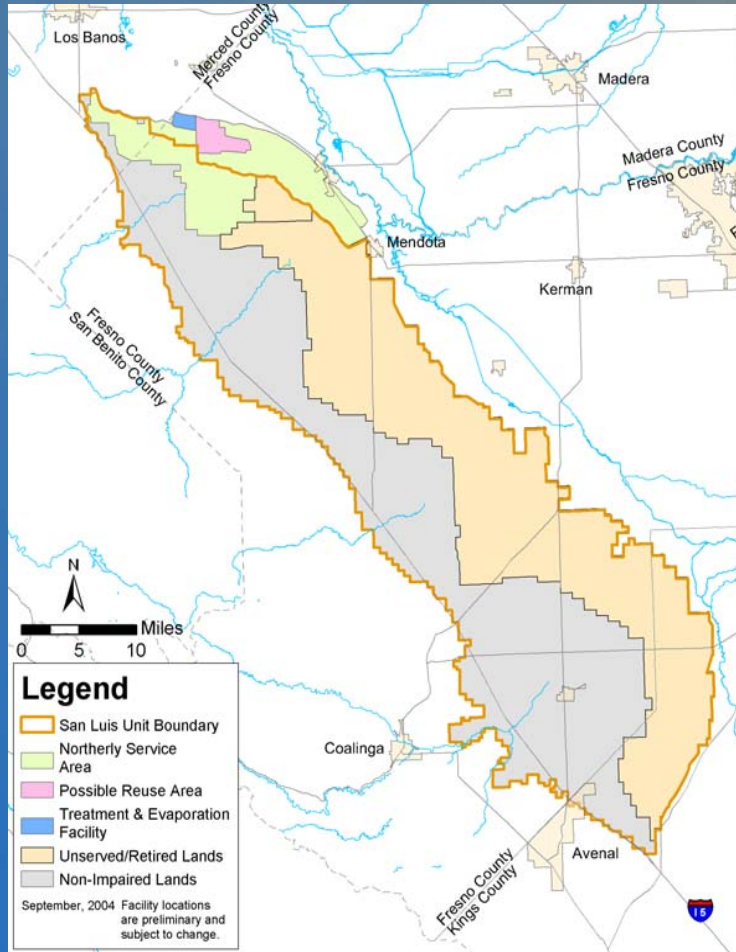 Los Banos
Merced County
Fresno County
Madera
Madera County
Fresno County
Mendota
Kerman
Fresno County
San Benito County
N
Miles
0 5 10
Legend
San Luis Unit Boundary
Northerly Service
Area
Possible Reuse Area
Treatment & Evaporation
Facility
Unserved/Retired Lands
Non-Impaired Lands
September, 2004 Facility locations
are preliminary and
subject to change.
Coalinga
Avenal
Fresno County
Kings County
15